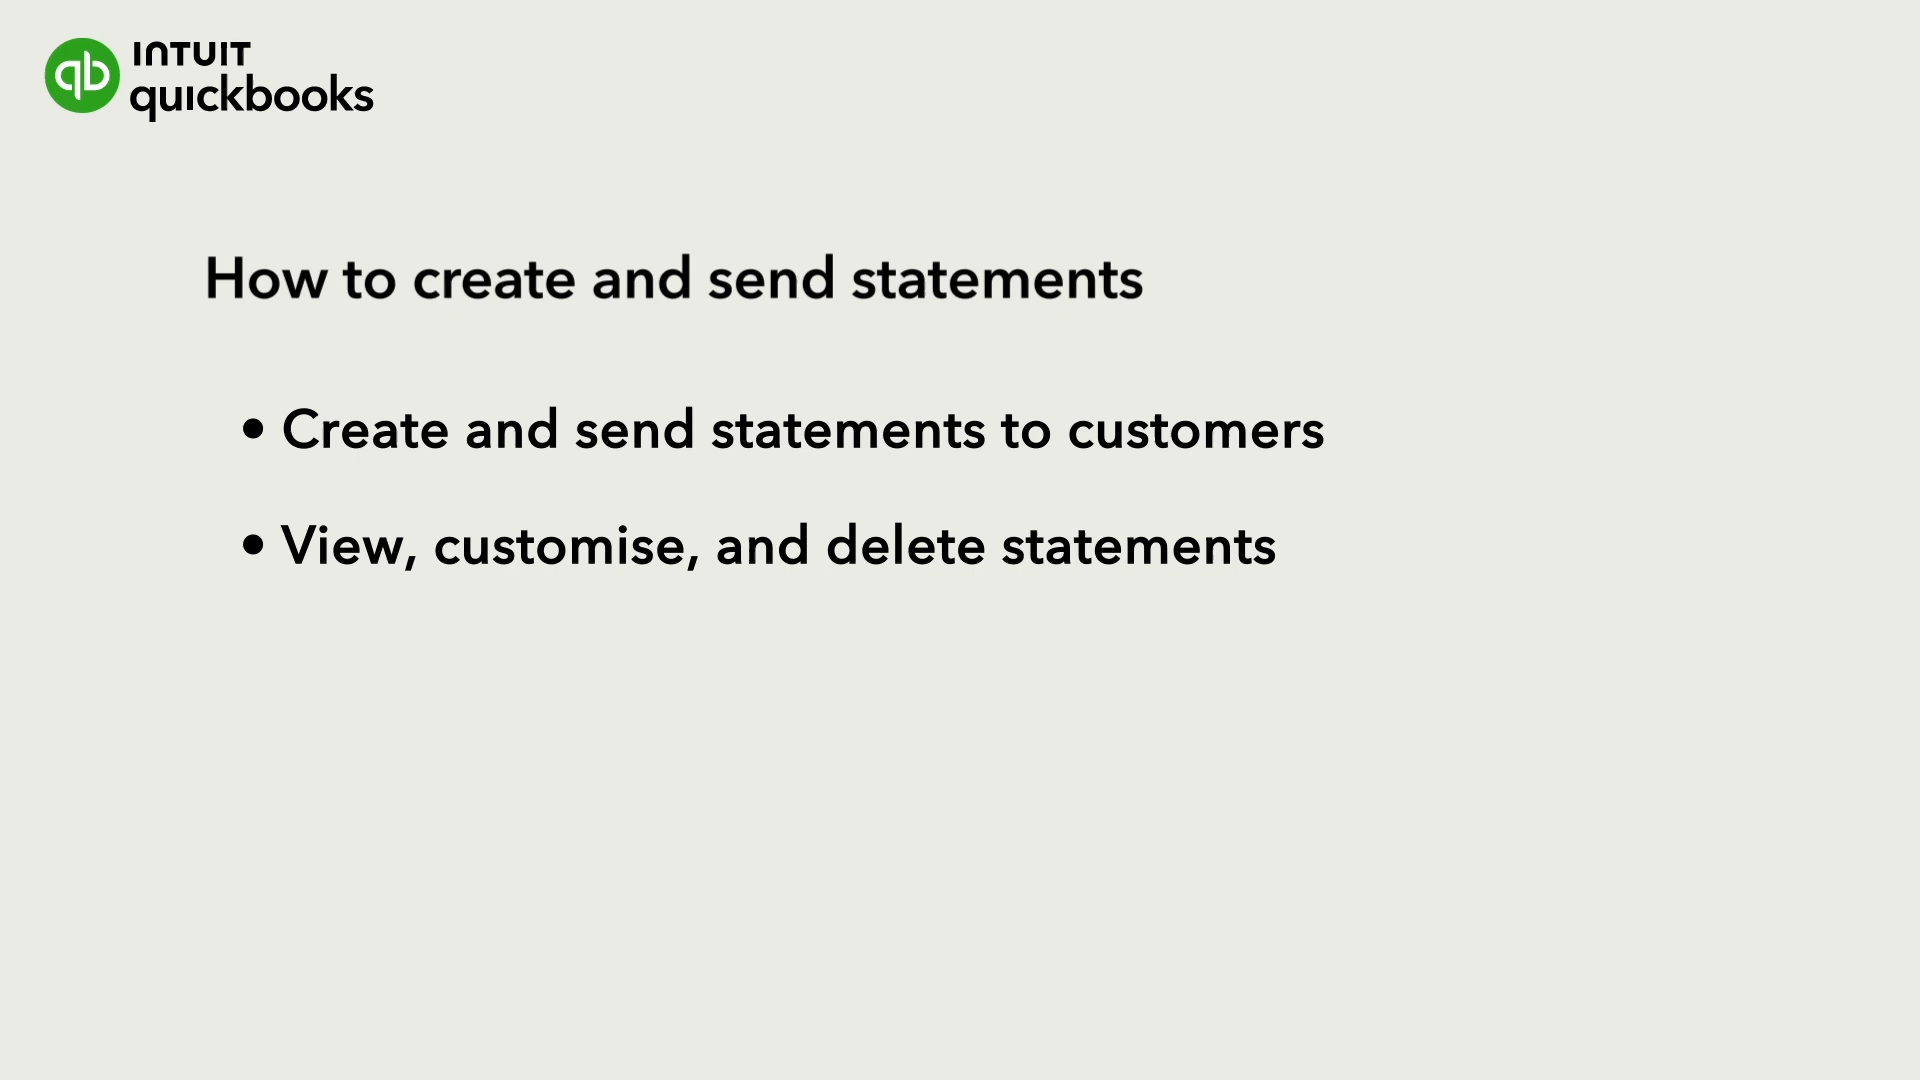 INTUIT
quickbooks
How to create and send statements
• Create and send statements to customers
• View, customise, and delete statements